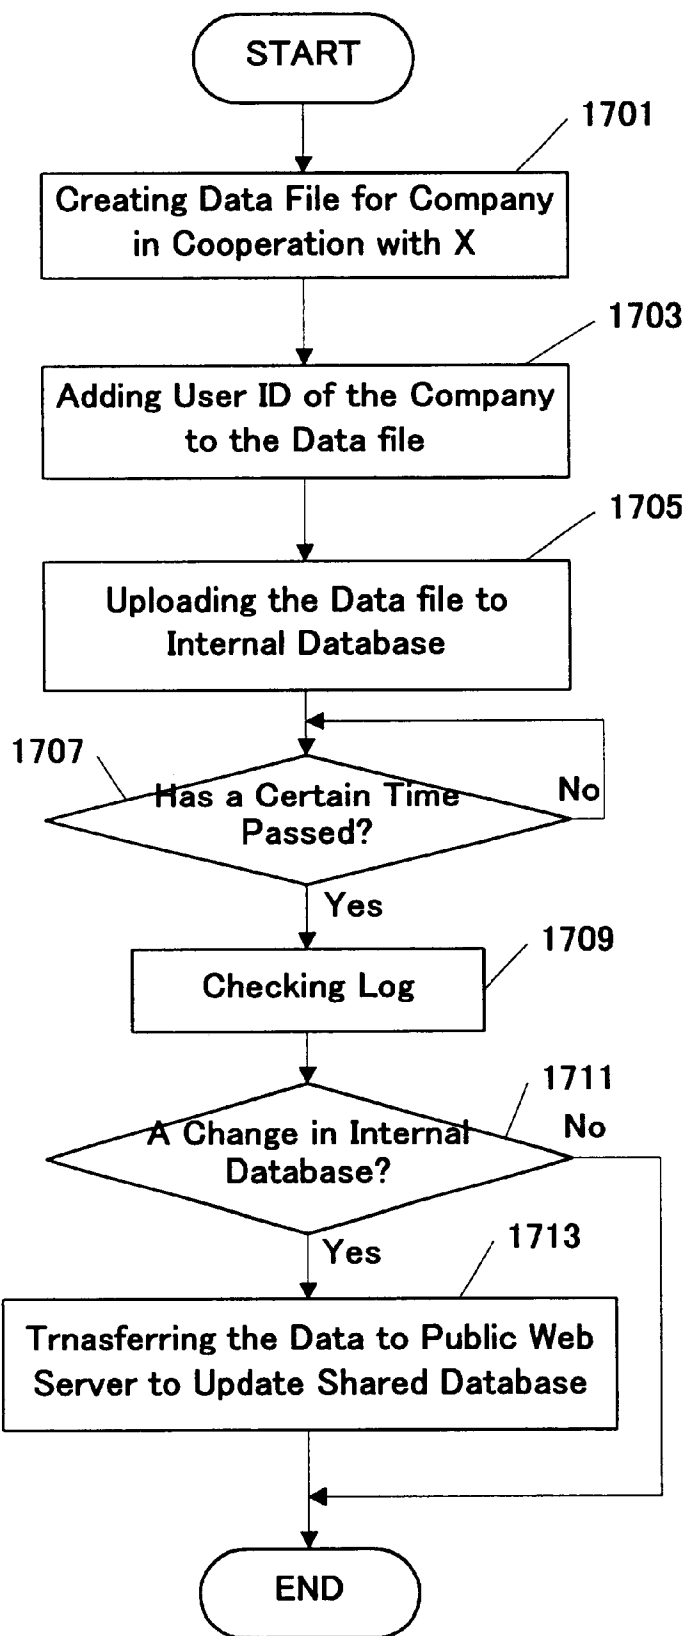 START
1701
Creating Data File for Company
in Cooperation with X
1703
Adding User ID of the Company
to the Data file
1705
Uploading the Data file to
Internal Database
1707
Has a Certain Time
Passed?
No
Yes
1709
Checking Log
1711
A Change in Internal
Database?
No
Yes
1713
Trnasferring the Data to Public Web
Server to Update Shared Database
END